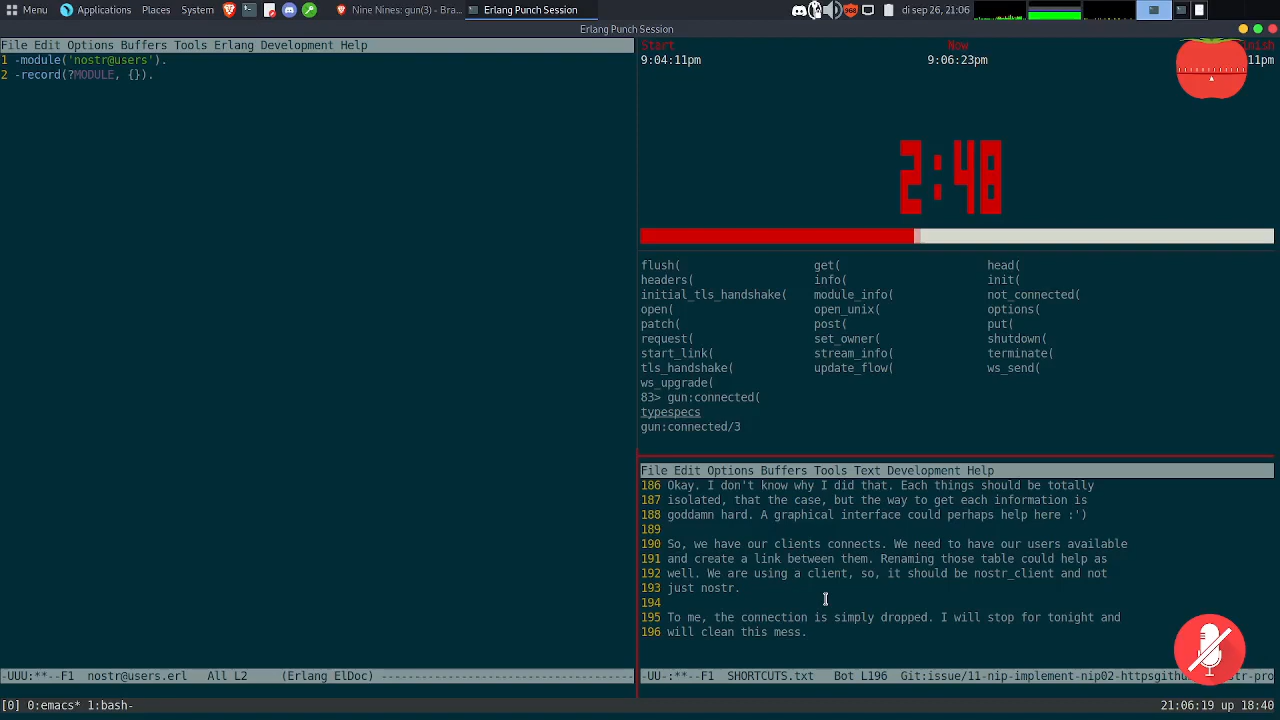 Menu Applications Places System Nine Nines: gun(3) - Bra... Erlang Punch Session 968 di sep 26, 21:06
Erlang Punch Session
File Edit Options Buffers Tools Erlang Development Help
1 -module('nostr@users').
2 -record(?MODULE, {}).
-UUU:**--F1 nostr@users.erl All L2 (Erlang ElDoc)
Start Now
9:04:11pm 9:06:23pm 11pm
2:48
flush( get( head(
headers( info( init(
initial_tls_handshake( module_info( not_connected(
open( open_unix( options(
patch( post( put(
request( set_owner( shutdown(
start_link( stream_info( terminate(
tls_handshake( update_flow( ws_send(
ws_upgrade(
83> gun:connected(
typespecs
gun:connected/3
File Edit Options Buffers Tools Text Development Help
186 Okay. I don't know why I did that. Each things should be totally
187 isolated, that the case, but the way to get each information is
188 goddamn hard. A graphical interface could perhaps help here :')
189
190 So, we have our clients connects. We need to have our users available
191 and create a link between them. Renaming those table could help as
192 well. We are using a client, so, it should be nostr_client and not
193 just nostr.
194
195 To me, the connection is simply dropped. I will stop for tonight and
196 will clean this mess.
-UU-:**--F1 SHORTCUTS.txt Bot L196 Git:issue/11-nip-implement-nip02-httpsgith
[0] 0:emacs* 1:bash- 21:06:19 up 18:40